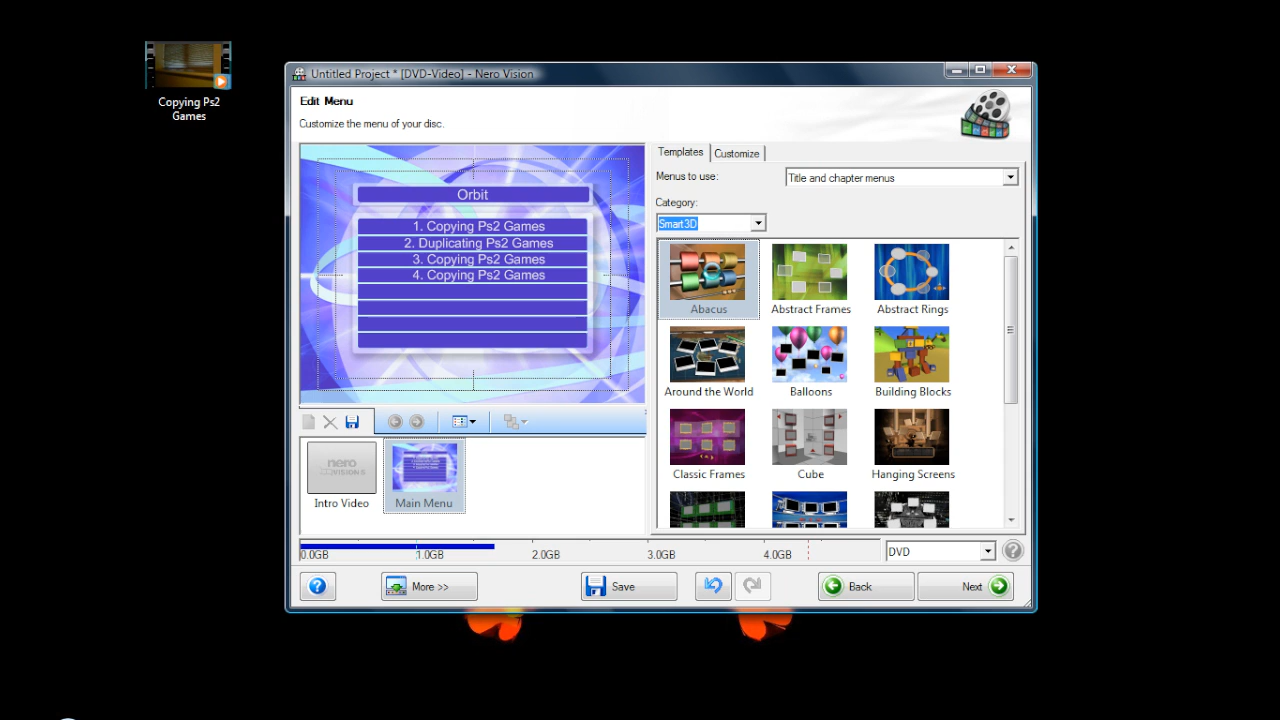 Copying Ps2
Games
Untitled Project * [DVD-Video] - Nero Vision
Edit Menu
Customize the menu of your disc.
Orbit
1. Copying Ps2 Games
2. Duplicating Ps2 Games
3. Copying Ps2 Games
4. Copying Ps2 Games
Templates
Customize
Menus to use:
Title and chapter menus
Category:
Smart3D
Abacus
Abstract Frames
Abstract Rings
Around the World
Balloons
Building Blocks
Classic Frames
Cube
Hanging Screens
nero
VISION 5
Intro Video
Main Menu
0.0GB
1.0GB
2.0GB
3.0GB
4.0GB
DVD
More >>
Save
Back
Next